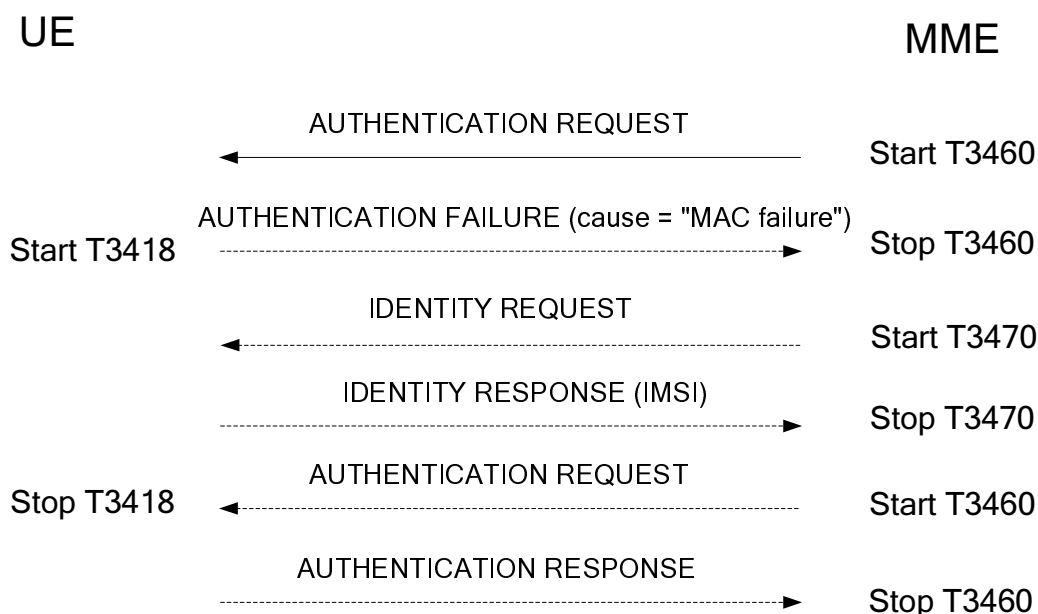 UE
MME
AUTHENTICATION REQUEST
Start T3460
AUTHENTICATION FAILURE (cause = "MAC failure")
Start T3418
Stop T3460
IDENTITY REQUEST
Start T3470
IDENTITY RESPONSE (IMSI)
Stop T3470
AUTHENTICATION REQUEST
Stop T3418
Start T3460
AUTHENTICATION RESPONSE
Stop T3460